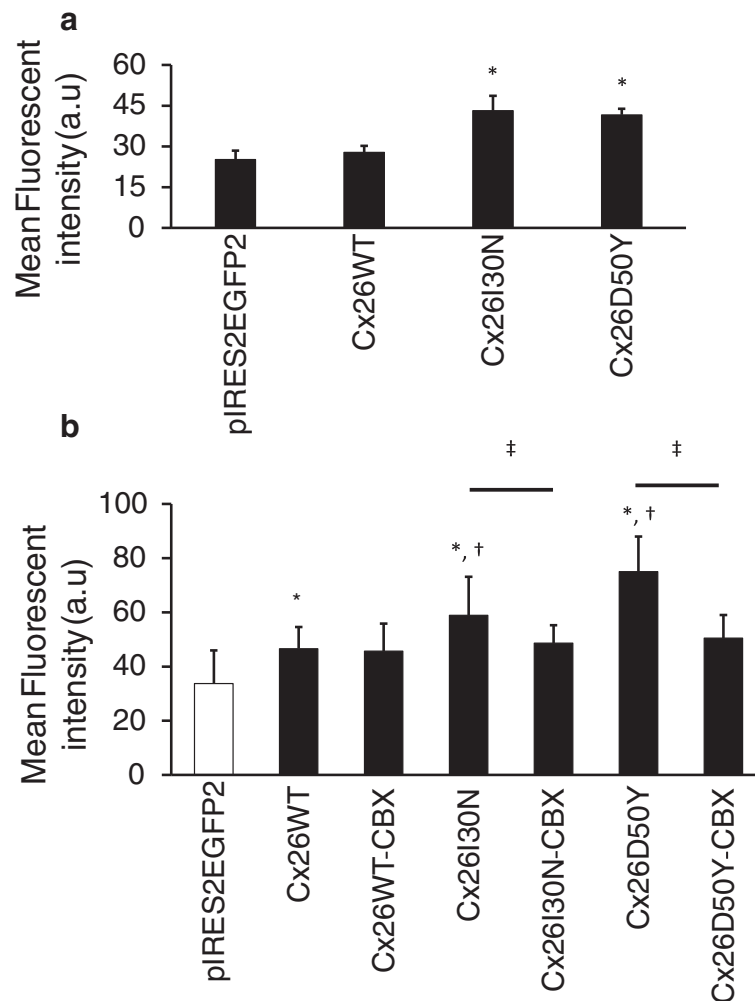 a
Mean Fluorescent
intensity (a.u)
60
45
30
15
0
* *
pIRES2EGFP2
Cx26WT
Cx26I30N
Cx26D50Y
b
‡ ‡
Mean Fluorescent
intensity (a.u)
100
80
60
40
20
0
* *, † *, †
pIRES2EGFP2
Cx26WT
Cx26WT-CBX
Cx26I30N
Cx26I30N-CBX
Cx26D50Y
Cx26D50Y-CBX